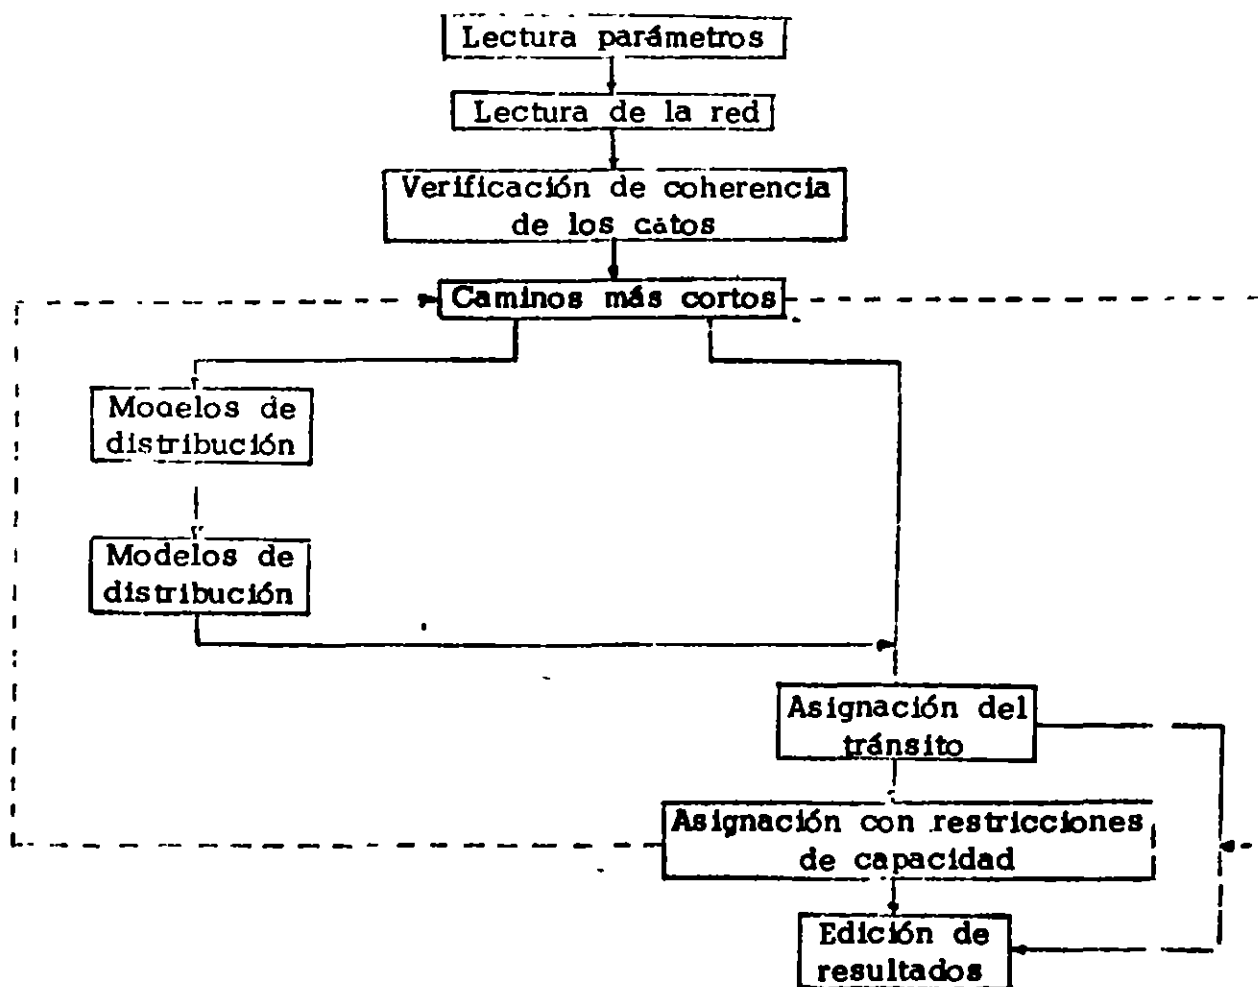 Lectura parámetros
Lectura de la red
Verificación de coherencia
de los catos
Caminos más cortos
Modelos de
distribución
Modelos de
distribución
Asignación del
tránsito
Asignación con restricciones
de capacidad
Edición de
resultados